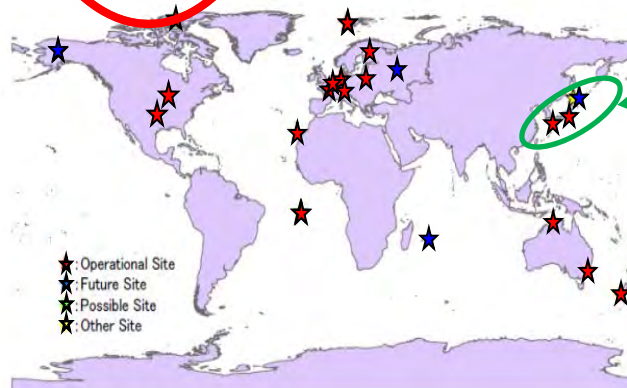 : Operational Site
: Future Site
: Possible Site
: Other Site